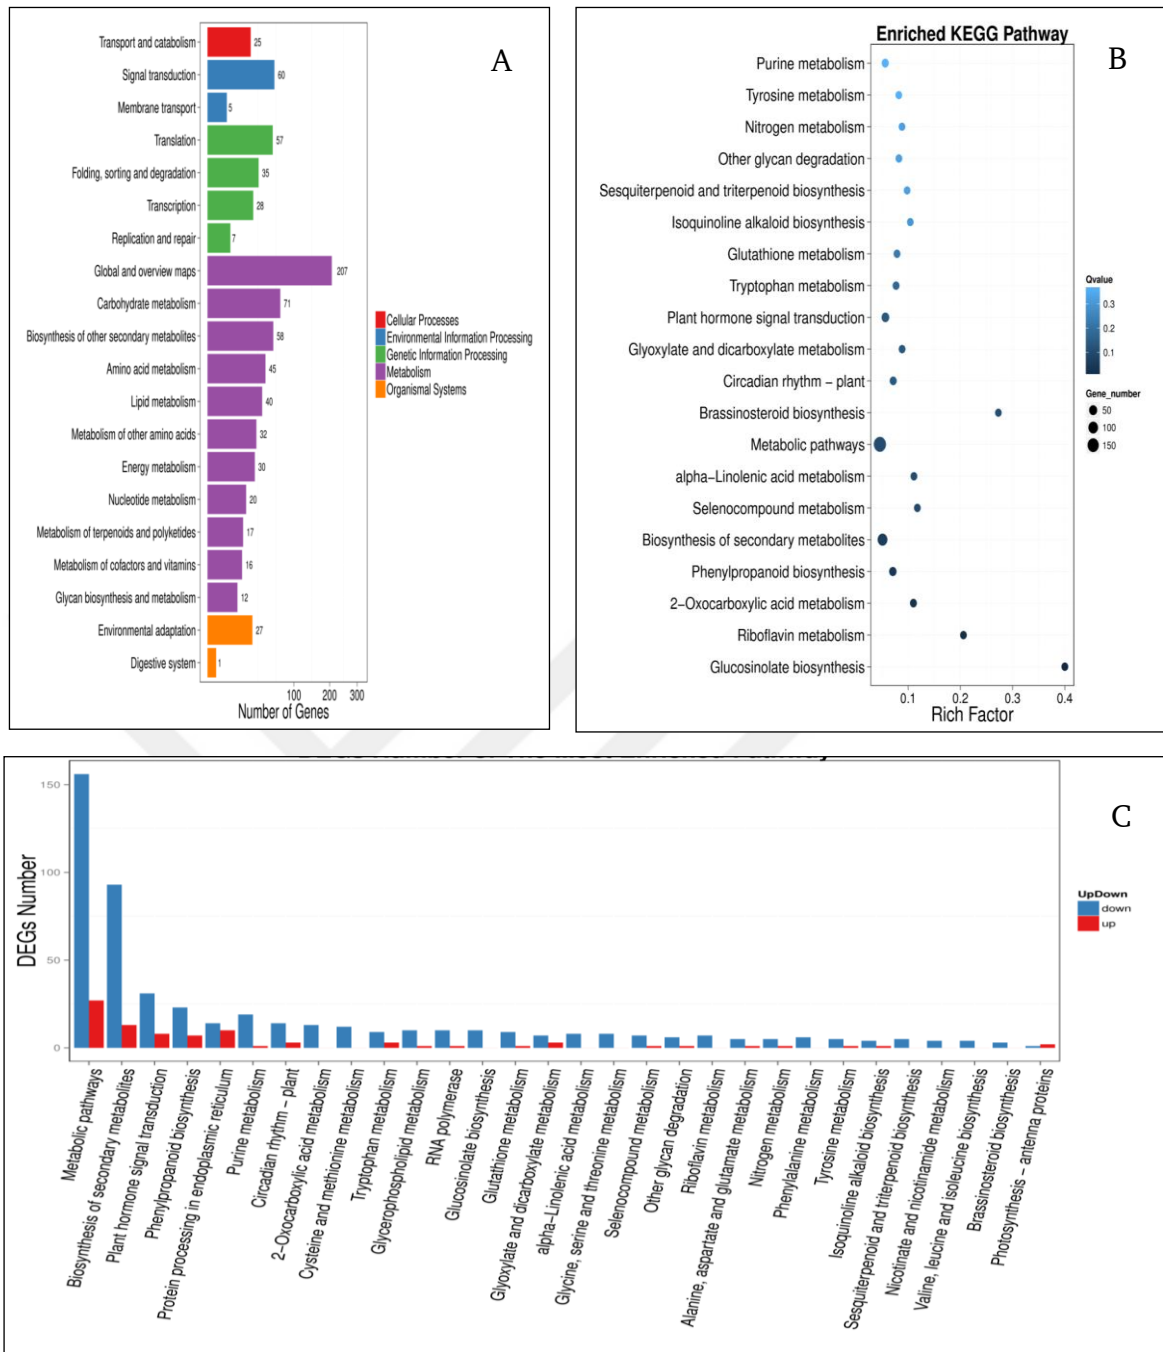 A
Transport and catabolism 25
Signal transduction 60
Membrane transport 5
Translation 57
Folding, sorting and degradation 35
Transcription 28
Replication and repair 7
Global and overview maps 207
Carbohydrate metabolism 71
Biosynthesis of other secondary metabolites 58
Amino acid metabolism 45
Lipid metabolism 40
Metabolism of other amino acids 32
Energy metabolism 30
Nucleotide metabolism 20
Metabolism of terpenoids and polyketides 17
Metabolism of cofactors and vitamins 16
Glycan biosynthesis and metabolism 12
Environmental adaptation 27
Digestive system 1
100 200 300
Number of Genes
Cellular Processes
Environmental Information Processing
Genetic Information Processing
Metabolism
Organismal Systems
Enriched KEGG Pathway
B
Purine metabolism
Tyrosine metabolism
Nitrogen metabolism
Other glycan degradation
Sesquiterpenoid and triterpenoid biosynthesis
Isoquinoline alkaloid biosynthesis
Glutathione metabolism
Tryptophan metabolism
Plant hormone signal transduction
Glyoxylate and dicarboxylate metabolism
Circadian rhythm − plant
Brassinosteroid biosynthesis
Metabolic pathways
alpha−Linolenic acid metabolism
Selenocompound metabolism
Biosynthesis of secondary metabolites
Phenylpropanoid biosynthesis
2−Oxocarboxylic acid metabolism
Riboflavin metabolism
Glucosinolate biosynthesis
0.1 0.2 0.3 0.4
Rich Factor
Qvalue
0.3
0.2
0.1
Gene_number
50
100
150
C
DEGs Number
150
100
50
0
UpDown
down
up
Metabolic pathways
Biosynthesis of secondary metabolites
Plant hormone signal transduction
Phenylpropanoid biosynthesis
Protein processing in endoplasmic reticulum
Purine metabolism
Circadian rhythm − plant
2−Oxocarboxylic acid metabolism
Cysteine and methionine metabolism
Tryptophan metabolism
Glycerophospholipid metabolism
RNA polymerase
Glucosinolate biosynthesis
Glutathione metabolism
Glyoxylate and dicarboxylate metabolism
alpha−Linolenic acid metabolism
Glycine, serine and threonine metabolism
Selenocompound metabolism
Other glycan degradation
Riboflavin metabolism
Alanine, aspartate and glutamate metabolism
Nitrogen metabolism
Phenylalanine metabolism
Tyrosine metabolism
Isoquinoline alkaloid biosynthesis
Sesquiterpenoid and triterpenoid biosynthesis
Nicotinate and nicotinamide metabolism
Valine, leucine and isoleucine biosynthesis
Brassinosteroid biosynthesis
Photosynthesis − antenna proteins